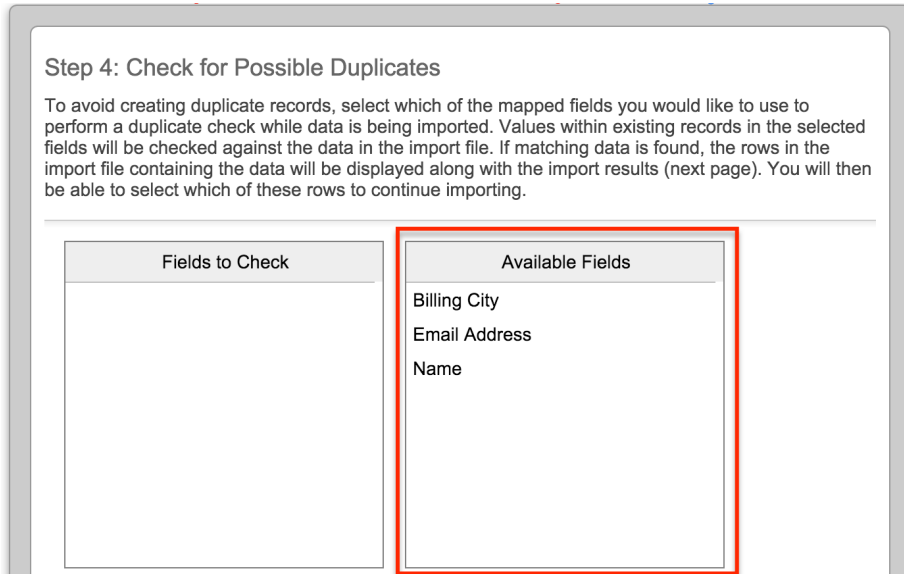 Step 4: Check for Possible Duplicates
To avoid creating duplicate records, select which of the mapped fields you would like to use to
perform a duplicate check while data is being imported. Values within existing records in the selected
fields will be checked against the data in the import file. If matching data is found, the rows in the
import file containing the data will be displayed along with the import results (next page). You will then
be able to select which of these rows to continue importing.
Fields to Check
Available Fields
Billing City
Email Address
Name